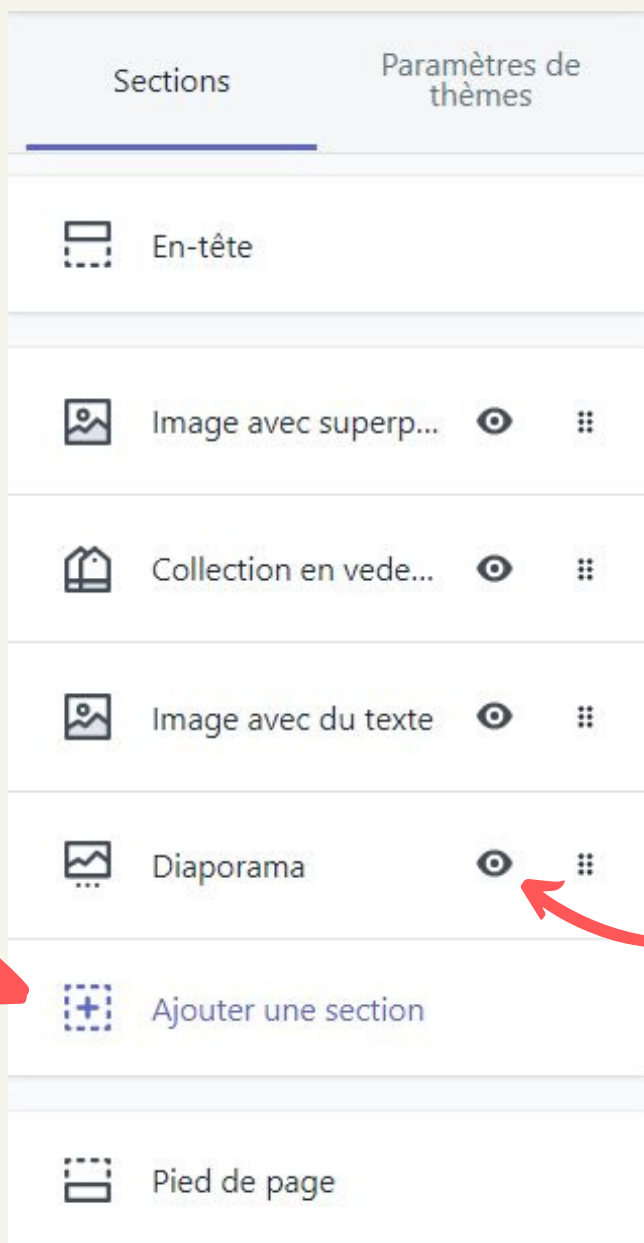 Sections
Paramètres de
thèmes
En-tête
Image avec superp...
Collection en vede...
Image avec du texte
Diaporama
Ajouter une section
Pied de page